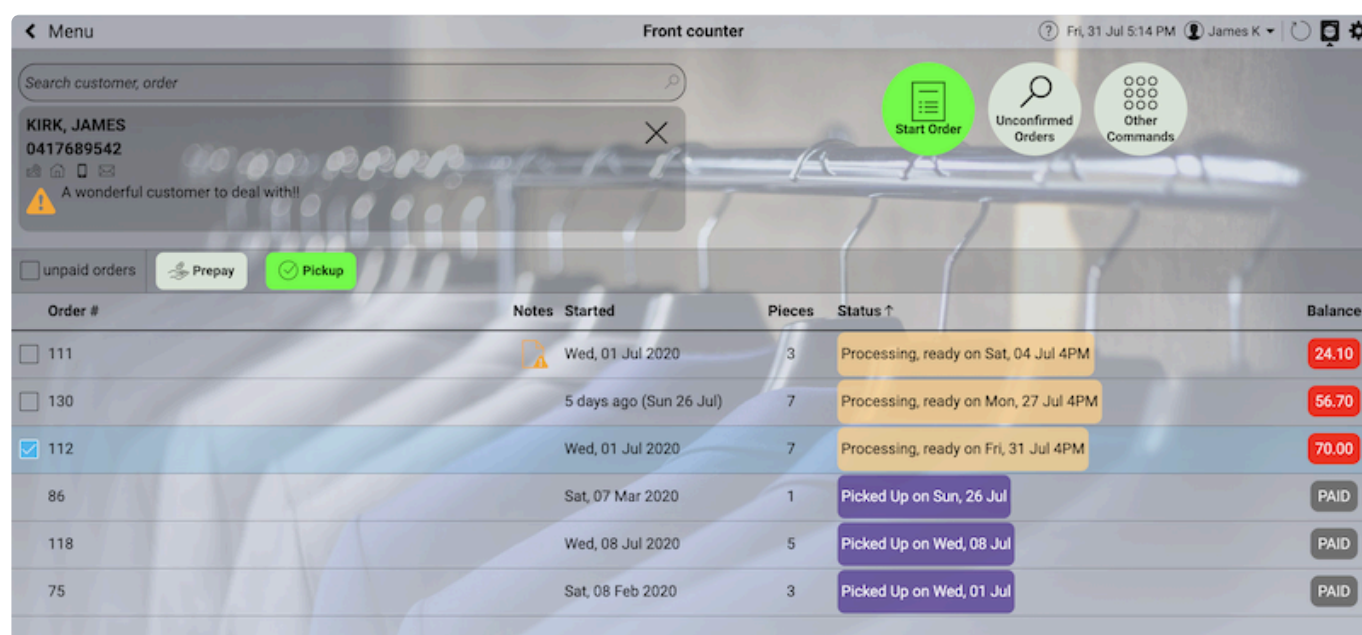 Menu
Front counter
? Fri, 31 Jul 5:14 PM James K
Search customer, order
KIRK, JAMES
0417689542
A wonderful customer to deal with!!
Start Order
Unconfirmed Orders
Other Commands
unpaid orders Prepay Pickup
Order # Notes Started Pieces Status↑ Balance
111 Wed, 01 Jul 2020 3 Processing, ready on Sat, 04 Jul 4PM 24.10
130 5 days ago (Sun 26 Jul) 7 Processing, ready on Mon, 27 Jul 4PM 56.70
112 Wed, 01 Jul 2020 7 Processing, ready on Fri, 31 Jul 4PM 70.00
86 Sat, 07 Mar 2020 1 Picked Up on Sun, 26 Jul PAID
118 Wed, 08 Jul 2020 5 Picked Up on Wed, 08 Jul PAID
75 Sat, 08 Feb 2020 3 Picked Up on Wed, 01 Jul PAID